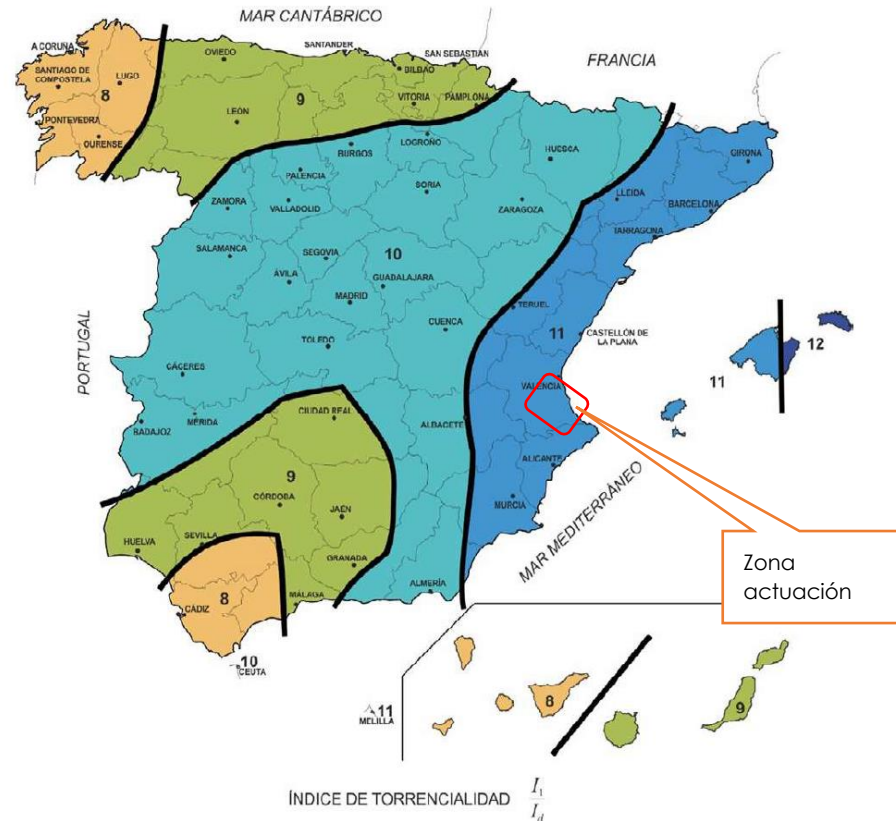 MAR CANTÁBRICO
FRANCIA
PORTUGAL
MAR MEDITERRÁNEO
A CORUÑA
SANTIAGO DE
COMPOSTELA
LUGO
8
PONTEVEDRA
OURENSE
OVIEDO
SANTANDER
SAN SEBASTIÁN
BILBAO
VITORIA
PAMPLONA
LEÓN
9
BURGOS
LOGROÑO
HUESCA
GIRONA
PALENCIA
LLEIDA
BARCELONA
ZAMORA
VALLADOLID
SORIA
ZARAGOZA
TARRAGONA
SALAMANCA
SEGOVIA
10
ÁVILA
GUADALAJARA
MADRID
TERUEL
11
CASTELLÓN DE
LA PLANA
12
11
TOLEDO
CUENCA
CÁCERES
VALENCIA
BADAJOZ
MÉRIDA
CIUDAD REAL
ALBACETE
ALICANTE
9
CÓRDOBA
JAÉN
MURCIA
HUELVA
SEVILLA
GRANADA
8
CÁDIZ
MÁLAGA
ALMERÍA
10
CEUTA
11
MELILLA
8
9
Zona
actuación
ÍNDICE DE TORRENCIALIDAD I₁/I_d